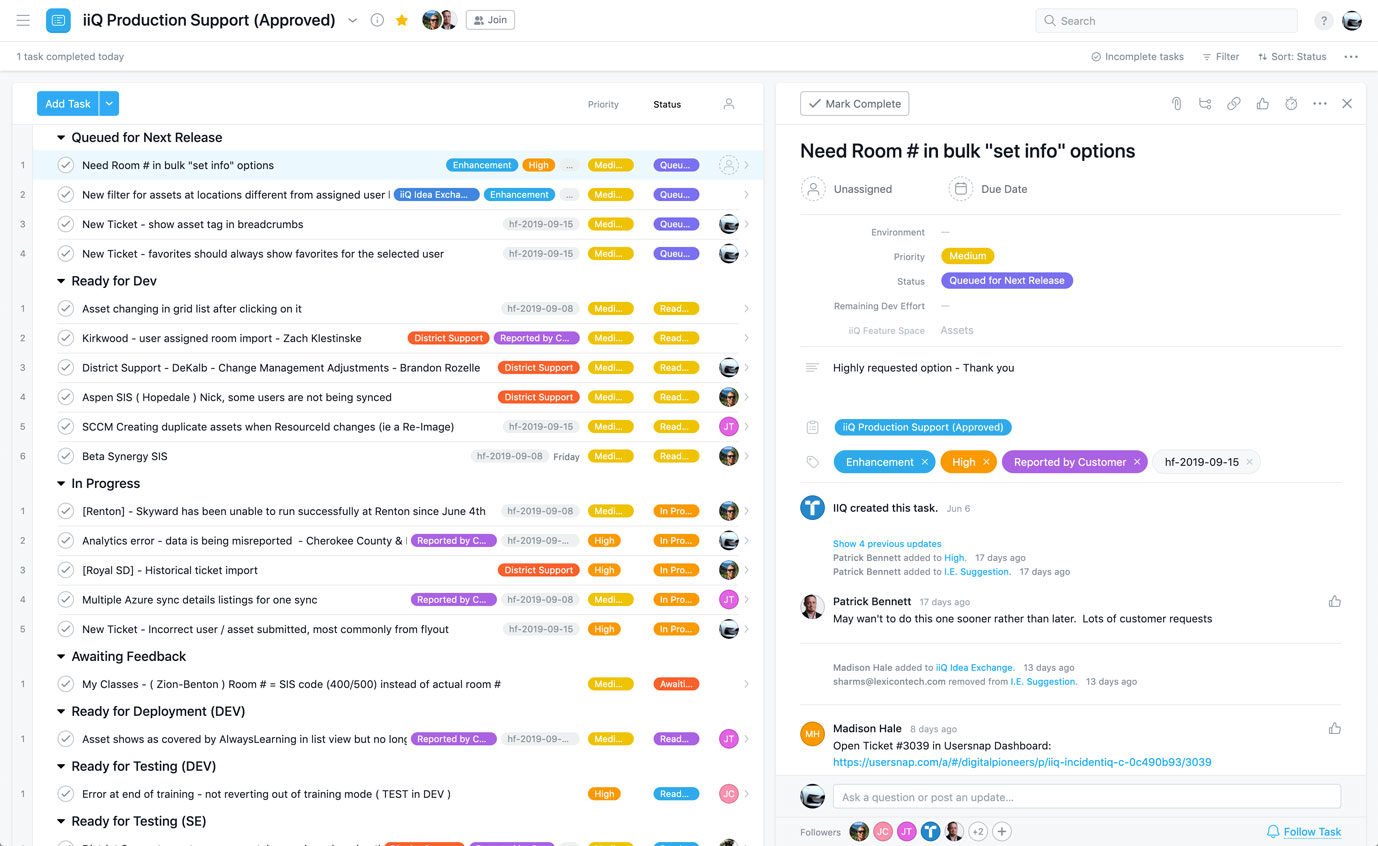 iiQ Production Support (Approved)
Join
Search
?
1 task completed today
Incomplete tasks
Filter
Sort: Status
Add Task
Priority
Status
Queued for Next Release
1 Need Room # in bulk "set info" options Enhancement High ... Medi... Queu...
2 New filter for assets at locations different from assigned user iiQ Idea Excha... Enhancement ... Medi... Queu...
3 New Ticket - show asset tag in breadcrumbs hf-2019-09-15 Medi... Queu...
4 New Ticket - favorites should always show favorites for the selected user hf-2019-09-15 Medi... Queu...
Ready for Dev
1 Asset changing in grid list after clicking on it hf-2019-09-08 Medi... Read...
2 Kirkwood - user assigned room import - Zach Klestinske District Support Reported by C... Medi... Read...
3 District Support - DeKalb - Change Management Adjustments - Brandon Rozelle District Support Medi... Read...
4 Aspen SIS ( Hopedale ) Nick, some users are not being synced District Support Medi... Read...
5 SCCM Creating duplicate assets when ResourceId changes (ie a Re-Image) hf-2019-09-15 Medi... Read... JT
6 Beta Synergy SIS hf-2019-09-08 Friday Medi... Read...
In Progress
1 [Renton] - Skyward has been unable to run successfully at Renton since June 4th hf-2019-09-08 Medi... In Pro...
2 Analytics error - data is being misreported - Cherokee County & Reported by C... hf-2019-09-... High In Pro...
3 [Royal SD] - Historical ticket import District Support High In Pro...
4 Multiple Azure sync details listings for one sync Reported by C... hf-2019-09-08 Medi... In Pro... JT
5 New Ticket - Incorrect user / asset submitted, most commonly from flyout hf-2019-09-15 High In Pro...
Awaiting Feedback
1 My Classes - ( Zion-Benton ) Room # = SIS code (400/500) instead of actual room # Medi... Awaiti...
Ready for Deployment (DEV)
1 Asset shows as covered by AlwaysLearning in list view but no long Reported by C... hf-2019-09-... Medi... Read... JT
Ready for Testing (DEV)
1 Error at end of training - not reverting out of training mode ( TEST in DEV ) High Read... JC
Ready for Testing (SE)
Mark Complete
Need Room # in bulk "set info" options
Unassigned
Due Date
Environment —
Priority Medium
Status Queued for Next Release
Remaining Dev Effort —
iiQ Feature Space Assets
Highly requested option - Thank you
iiQ Production Support (Approved)
Enhancement × High × Reported by Customer × hf-2019-09-15 ×
IIQ created this task. Jun 6
Show 4 previous updates
Patrick Bennett added to High. 17 days ago
Patrick Bennett added to I.E. Suggestion. 17 days ago
Patrick Bennett 17 days ago
May wan't to do this one sooner rather than later. Lots of customer requests
Madison Hale added to iiQ Idea Exchange. 13 days ago
sharms@lexicontech.com removed from I.E. Suggestion. 13 days ago
MH Madison Hale 8 days ago
Open Ticket #3039 in Usersnap Dashboard:
https://usersnap.com/a/#/digitalpioneers/p/iiq-incidentiq-c-0c490b93/3039
Ask a question or post an update...
Followers JC JT +2
Follow Task